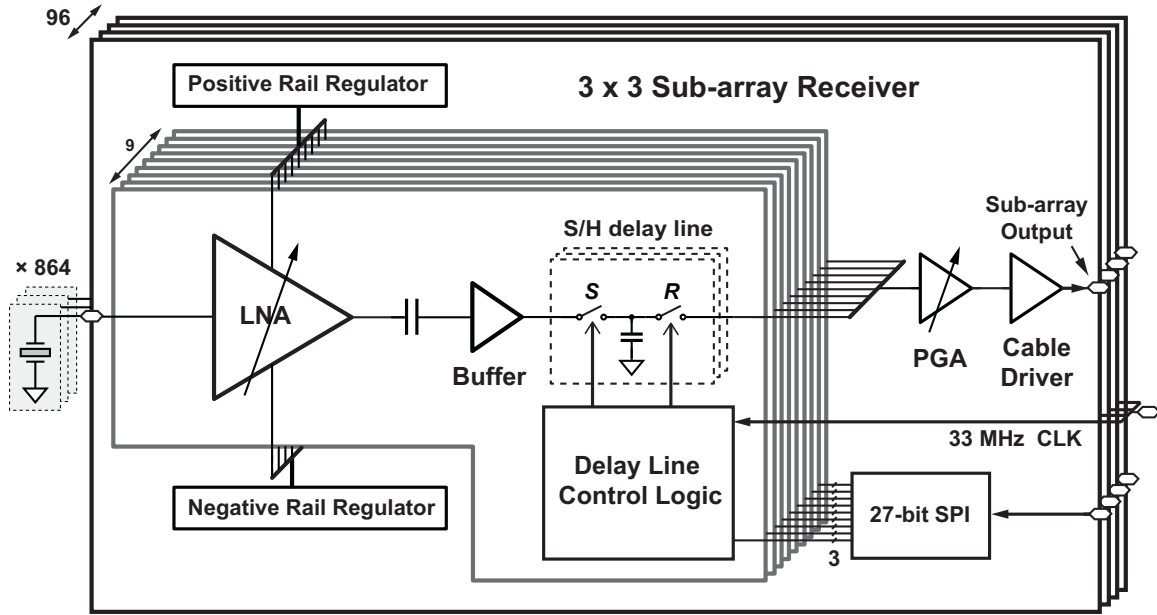 96
Positive Rail Regulator
3 x 3 Sub-array Receiver
9
S/H delay line
Sub-array
Output
× 864
S
R
LNA
Buffer
PGA
Cable
Driver
33 MHz CLK
Delay Line
Control Logic
Negative Rail Regulator
27-bit SPI
3